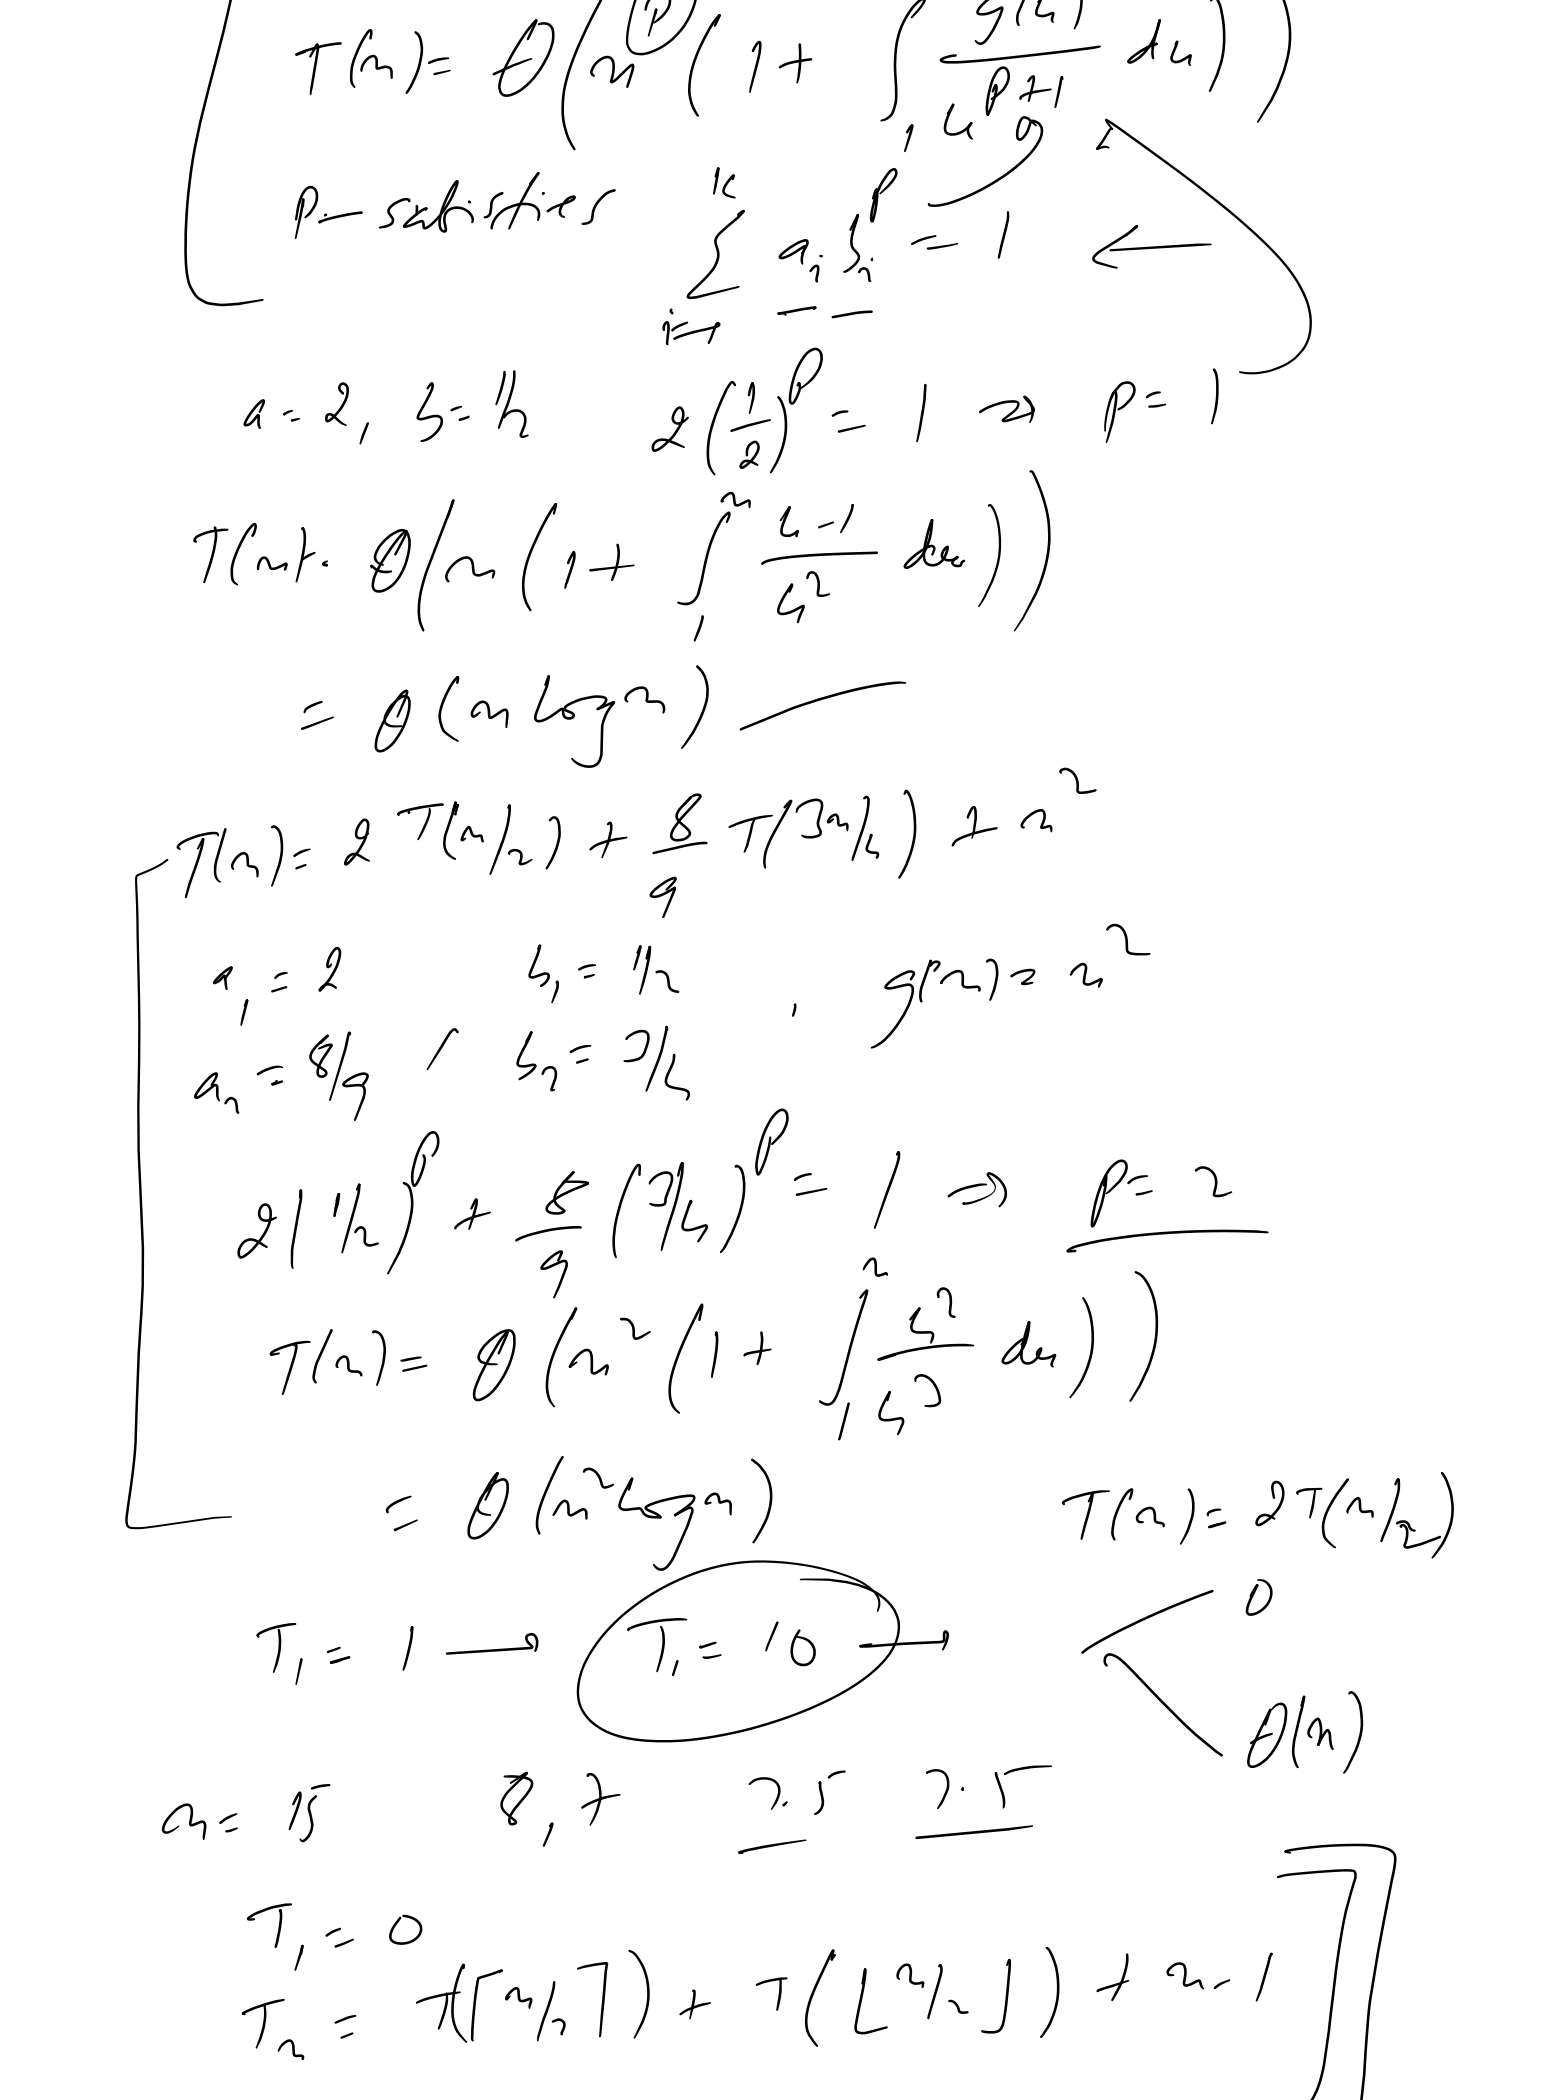 T(n) = Θ(n^p (1 + ∫_1 g(u)/u^{p+1} du))
p - satisfies ∑_{i=1}^{k} a_i b_i^p = 1 ←
a = 2, b = 1/2 2(1/2)^p = 1 ⇒ p = 1
T(n) = Θ(n (1 + ∫_1^n u-1/u^2 du))
= Θ(n log n)
T(n) = 2 T(n/2) + 8/9 T(3n/4) + n^2
a_1 = 2 b_1 = 1/2 , g(n) = n^2
a_2 = 8/9 , b_2 = 3/4
2(1/2)^p + 8/9 (3/4)^p = 1 ⇒ p = 2
T(n) = Θ(n^2 (1 + ∫_1^n u^2/u^3 du))
= Θ(n^2 log n)
T(n) = 2T(n/2)
0
T_1 = 1 → T_1 = 10 →
Θ(n)
n = 15 8, 7 7.5 7.5
T_1 = 0
T_n = T(⌈n/2⌉) + T(⌊n/2⌋) + n - 1